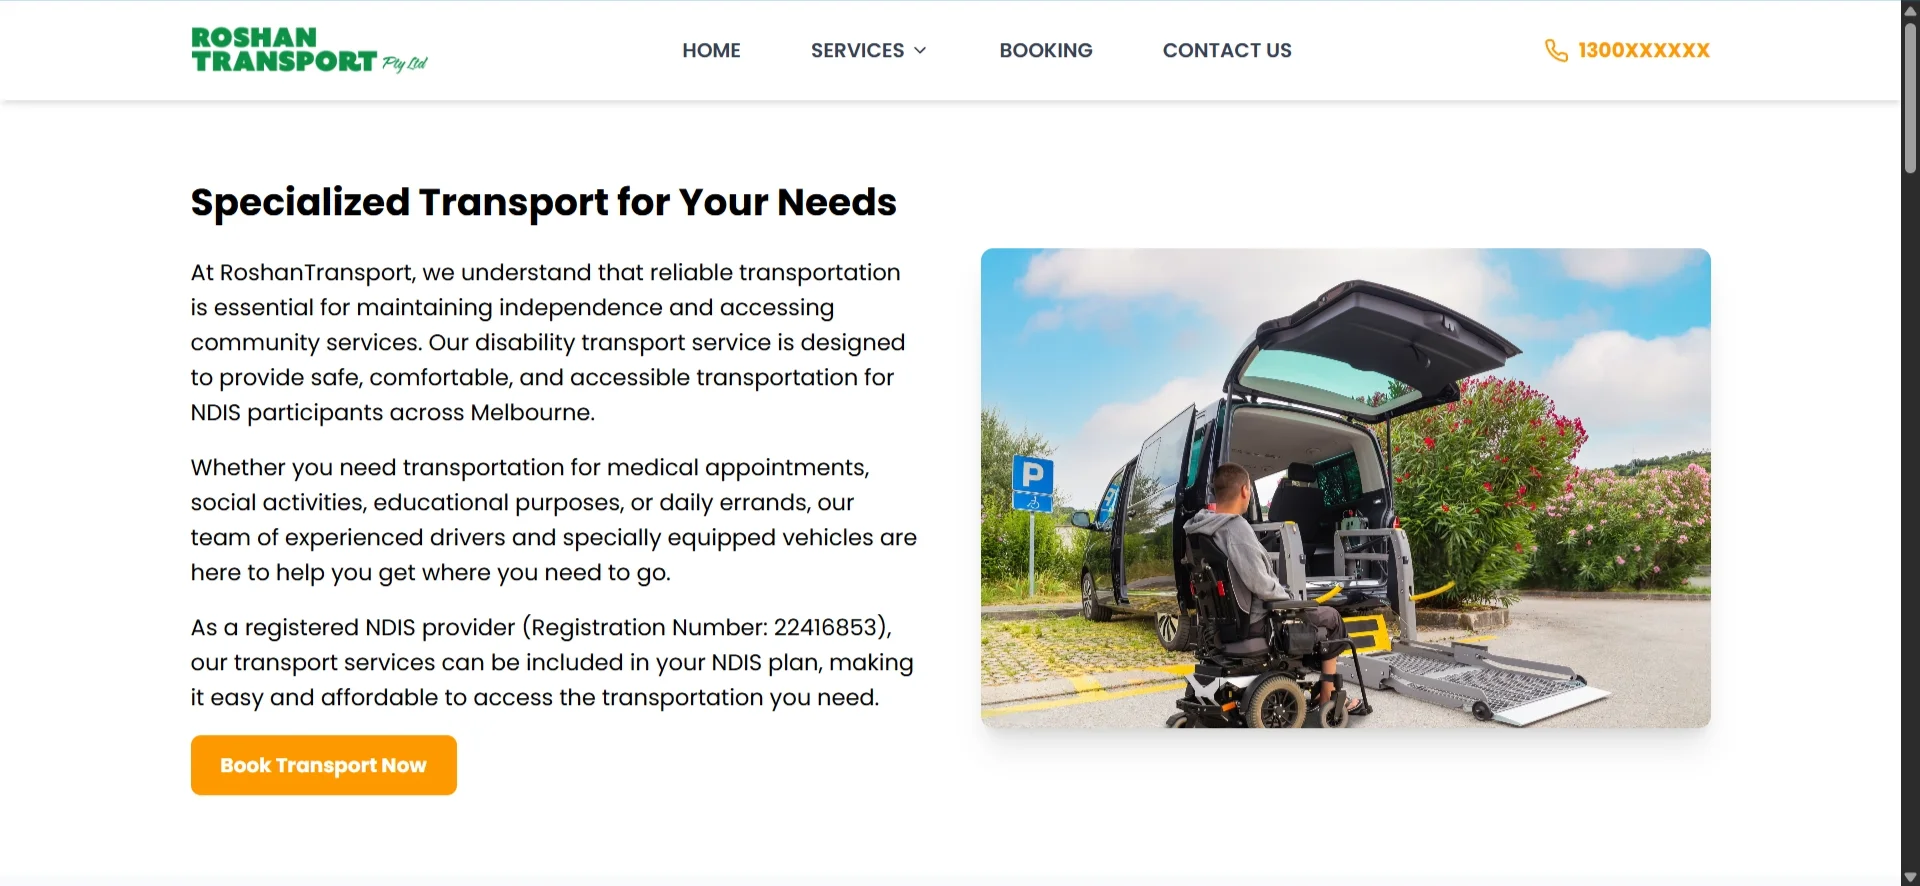 ROSHAN
TRANSPORT Pty Ltd
HOME
SERVICES
BOOKING
CONTACT US
1300XXXXXX
Specialized Transport for Your Needs
At RoshanTransport, we understand that reliable transportation
is essential for maintaining independence and accessing
community services. Our disability transport service is designed
to provide safe, comfortable, and accessible transportation for
NDIS participants across Melbourne.
Whether you need transportation for medical appointments,
social activities, educational purposes, or daily errands, our
team of experienced drivers and specially equipped vehicles are
here to help you get where you need to go.
As a registered NDIS provider (Registration Number: 22416853),
our transport services can be included in your NDIS plan, making
it easy and affordable to access the transportation you need.
Book Transport Now
P